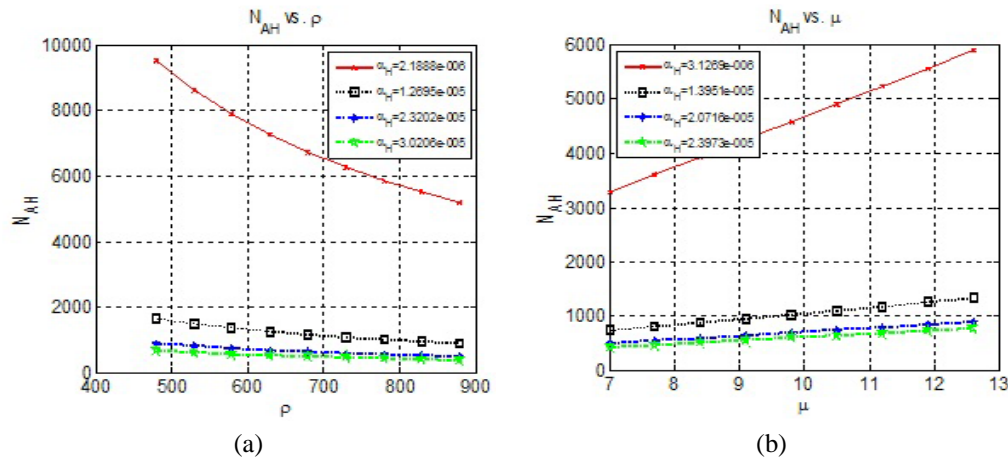 N_AH vs. ρ
10000
8000
6000
4000
2000
0
N_AH
α_H=2.1888e-006
α_H=1.2695e-005
α_H=2.3202e-005
α_H=3.0206e-005
400 500 600 700 800 900
ρ
(a)
N_AH vs. μ
6000
5000
4000
3000
2000
1000
0
N_AH
α_H=3.1269e-006
α_H=1.3951e-005
α_H=2.0716e-005
α_H=2.3973e-005
7 8 9 10 11 12 13
μ
(b)